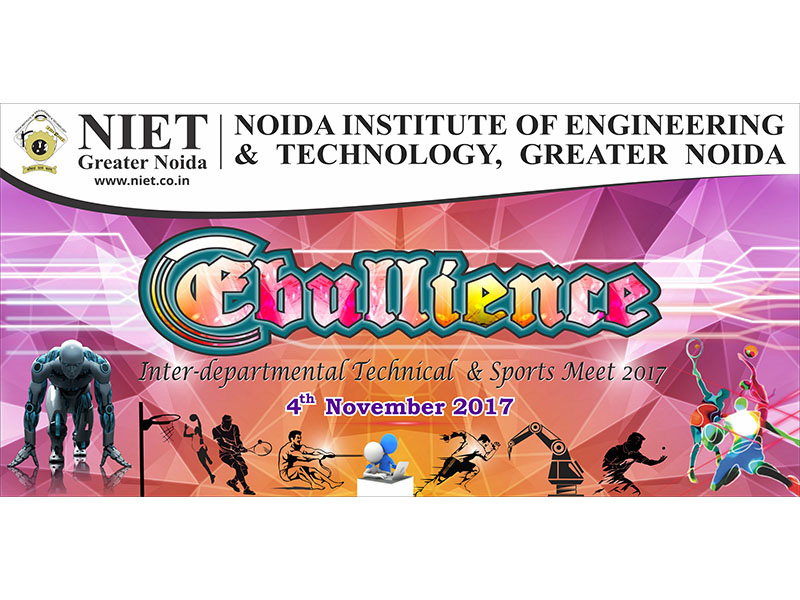 NIET
Greater Noida
www.niet.co.in
NOIDA INSTITUTE OF ENGINEERING
& TECHNOLOGY, GREATER NOIDA
Ebullience
Inter-departmental Technical & Sports Meet 2017
4th November 2017